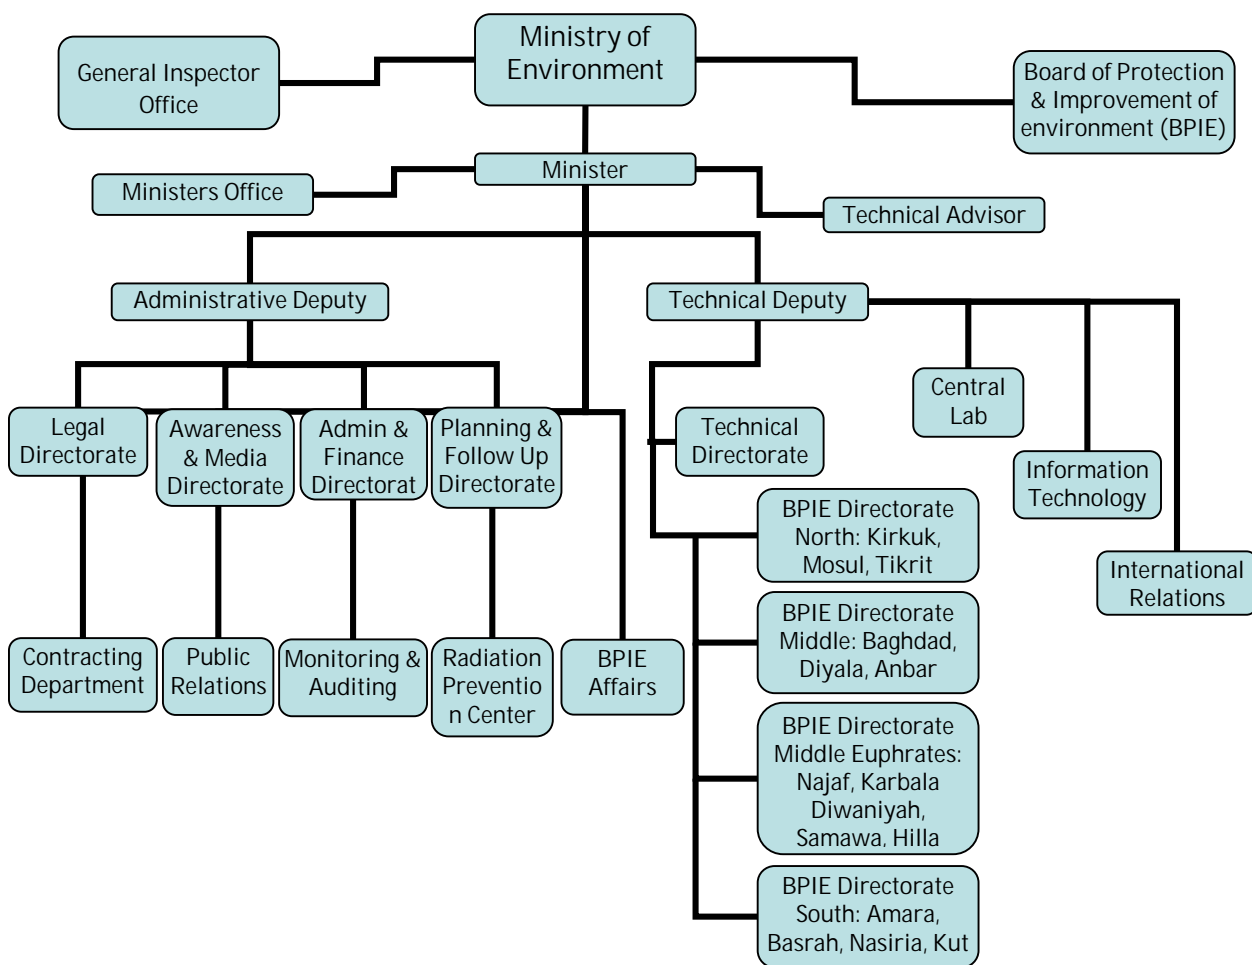 Ministry of
Environment
General Inspector
Office
Board of Protection
& Improvement of
environment (BPIE)
Minister
Ministers Office
Technical Advisor
Administrative Deputy
Technical Deputy
Central
Lab
Legal
Directorate
Awareness
& Media
Directorate
Admin &
Finance
Directorat
Planning &
Follow Up
Directorate
Technical
Directorate
Information
Technology
BPIE Directorate
North: Kirkuk,
Mosul, Tikrit
International
Relations
BPIE Directorate
Middle: Baghdad,
Diyala, Anbar
Contracting
Department
Public
Relations
Monitoring &
Auditing
Radiation
Preventio
n Center
BPIE
Affairs
BPIE Directorate
Middle Euphrates:
Najaf, Karbala
Diwaniyah,
Samawa, Hilla
BPIE Directorate
South: Amara,
Basrah, Nasiria, Kut